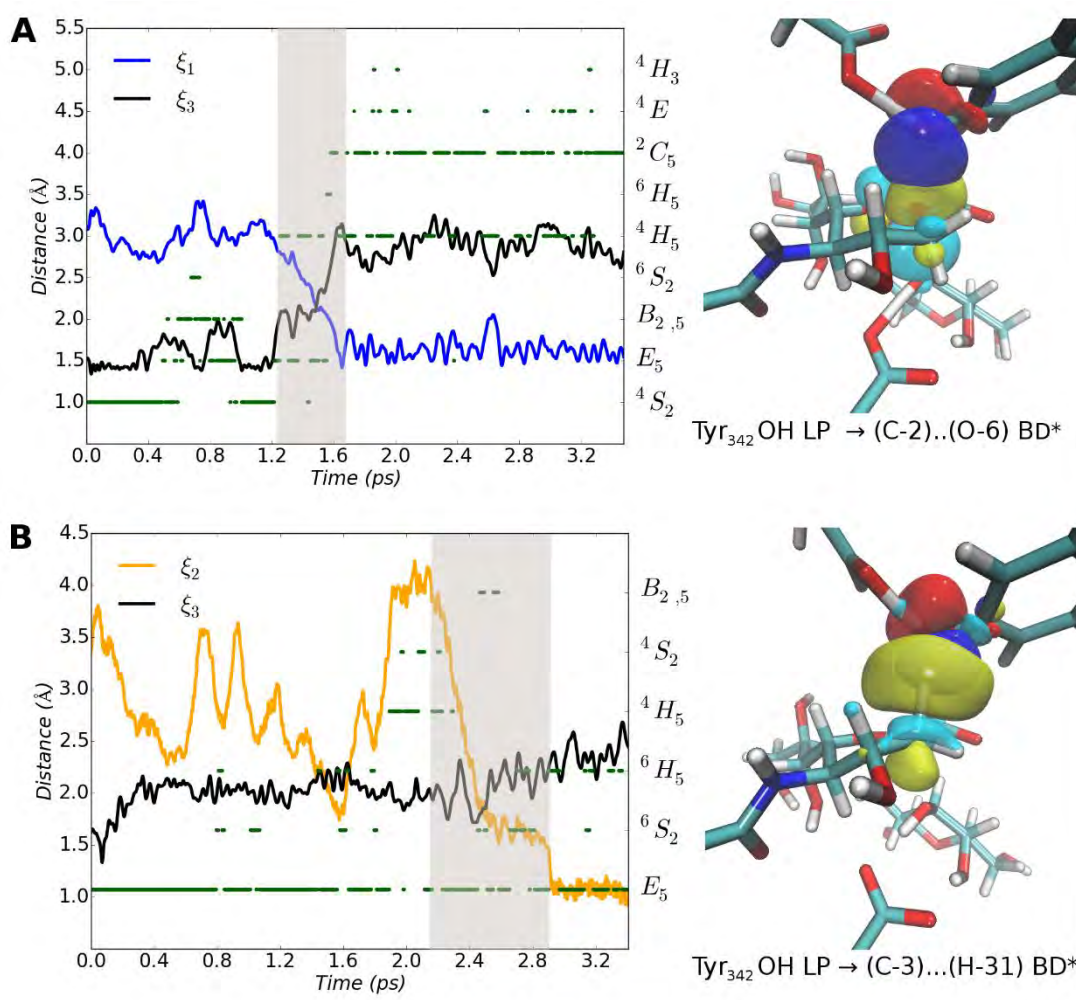 A
5.5
5.0
4.5
4.0
3.5
3.0
2.5
2.0
1.5
1.0
Distance (Å)
ξ₁
ξ₃
⁴H₃
⁴E
²C₅
⁶H₅
⁴H₅
⁶S₂
B₂,₅
E₅
⁴S₂
0.0 0.4 0.8 1.2 1.6 2.0 2.4 2.8 3.2
Time (ps)
Tyr₃₄₂OH LP → (C-2)..(O-6) BD*
B
4.5
4.0
3.5
3.0
2.5
2.0
1.5
1.0
Distance (Å)
ξ₂
ξ₃
B₂,₅
⁴S₂
⁴H₅
⁶H₅
⁶S₂
E₅
0.0 0.4 0.8 1.2 1.6 2.0 2.4 2.8 3.2
Time (ps)
Tyr₃₄₂OH LP → (C-3)...(H-31) BD*